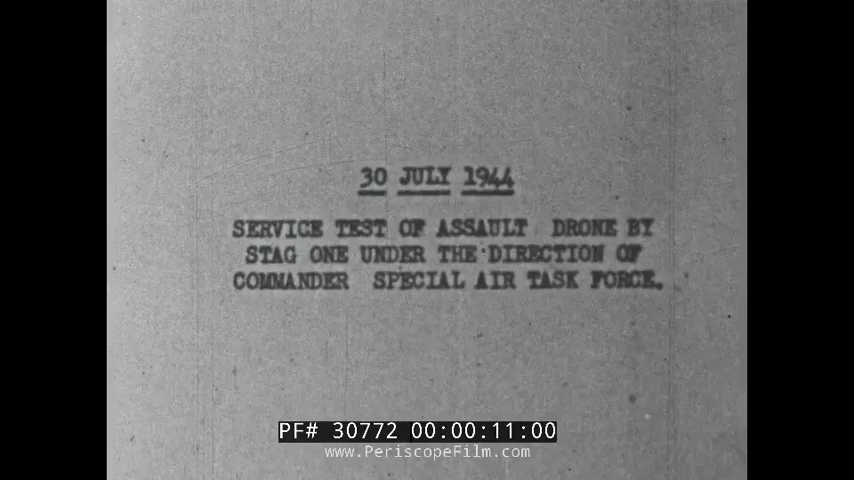 30 JULY 1944
SERVICE TEST OF ASSAULT DRONE BY
STAG ONE UNDER THE DIRECTION OF
COMMANDER SPECIAL AIR TASK FORCE.
PF# 30772 00:00:11:00
www.PeriscopeFilm.com